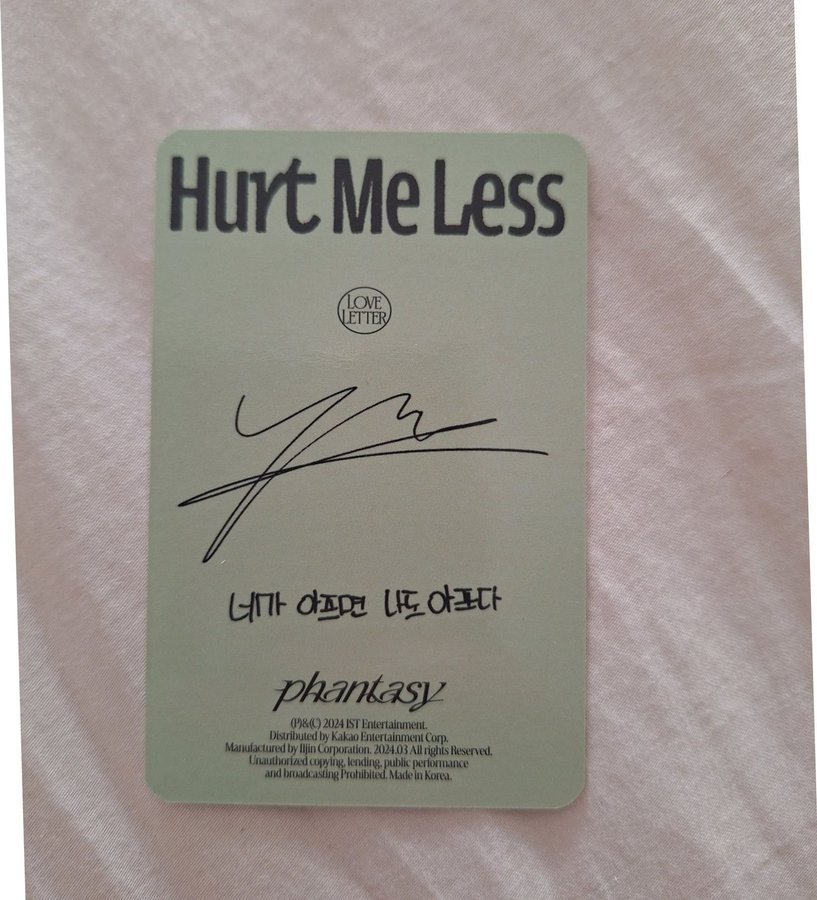 Hurt Me Less
LOVE
LETTER
너가 아프면 나도 아프다
phantasy
(P)&(C) 2024 IST Entertainment.
Distributed by Kakao Entertainment Corp.
Manufactured by Iljin Corporation. 2024.03 All rights Reserved.
Unauthorized copying, lending, public performance
and broadcasting Prohibited. Made in Korea.